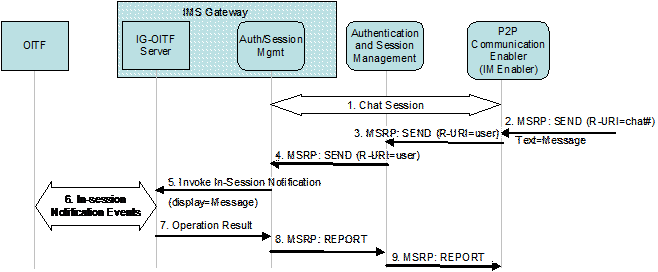 IMS Gateway
OITF
IG-OITF
Server
Auth/Session
Mgmt
Authentication
and Session
Management
P2P
Communication
Enabler
(IM Enabler)
1. Chat Session
2. MSRP: SEND (R-URI=chat#)
Text=Message
3. MSRP: SEND (R-URI=user)
4. MSRP: SEND (R-URI=user)
5. Invoke In-Session Notification
(display=Message)
6. In-session
Notification Events
7. Operation Result
8. MSRP: REPORT
9. MSRP: REPORT